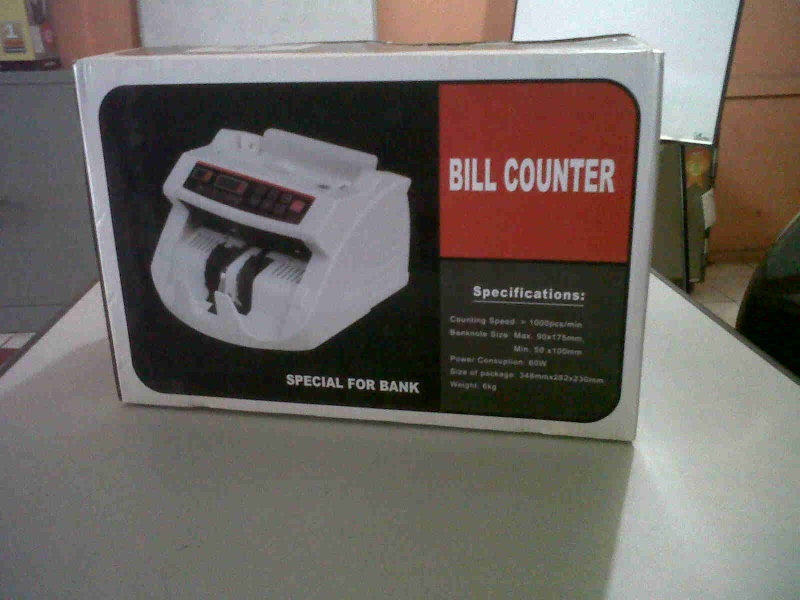 BILL COUNTER
Specifications:
Counting Speed > 1000pcs/min
Banknote Size: Max. 90x175mm,
Min. 50 x100mm
Power Consuption: 60W
Size of package: 348mmx282x230mm
Weight: 6kg
SPECIAL FOR BANK
1